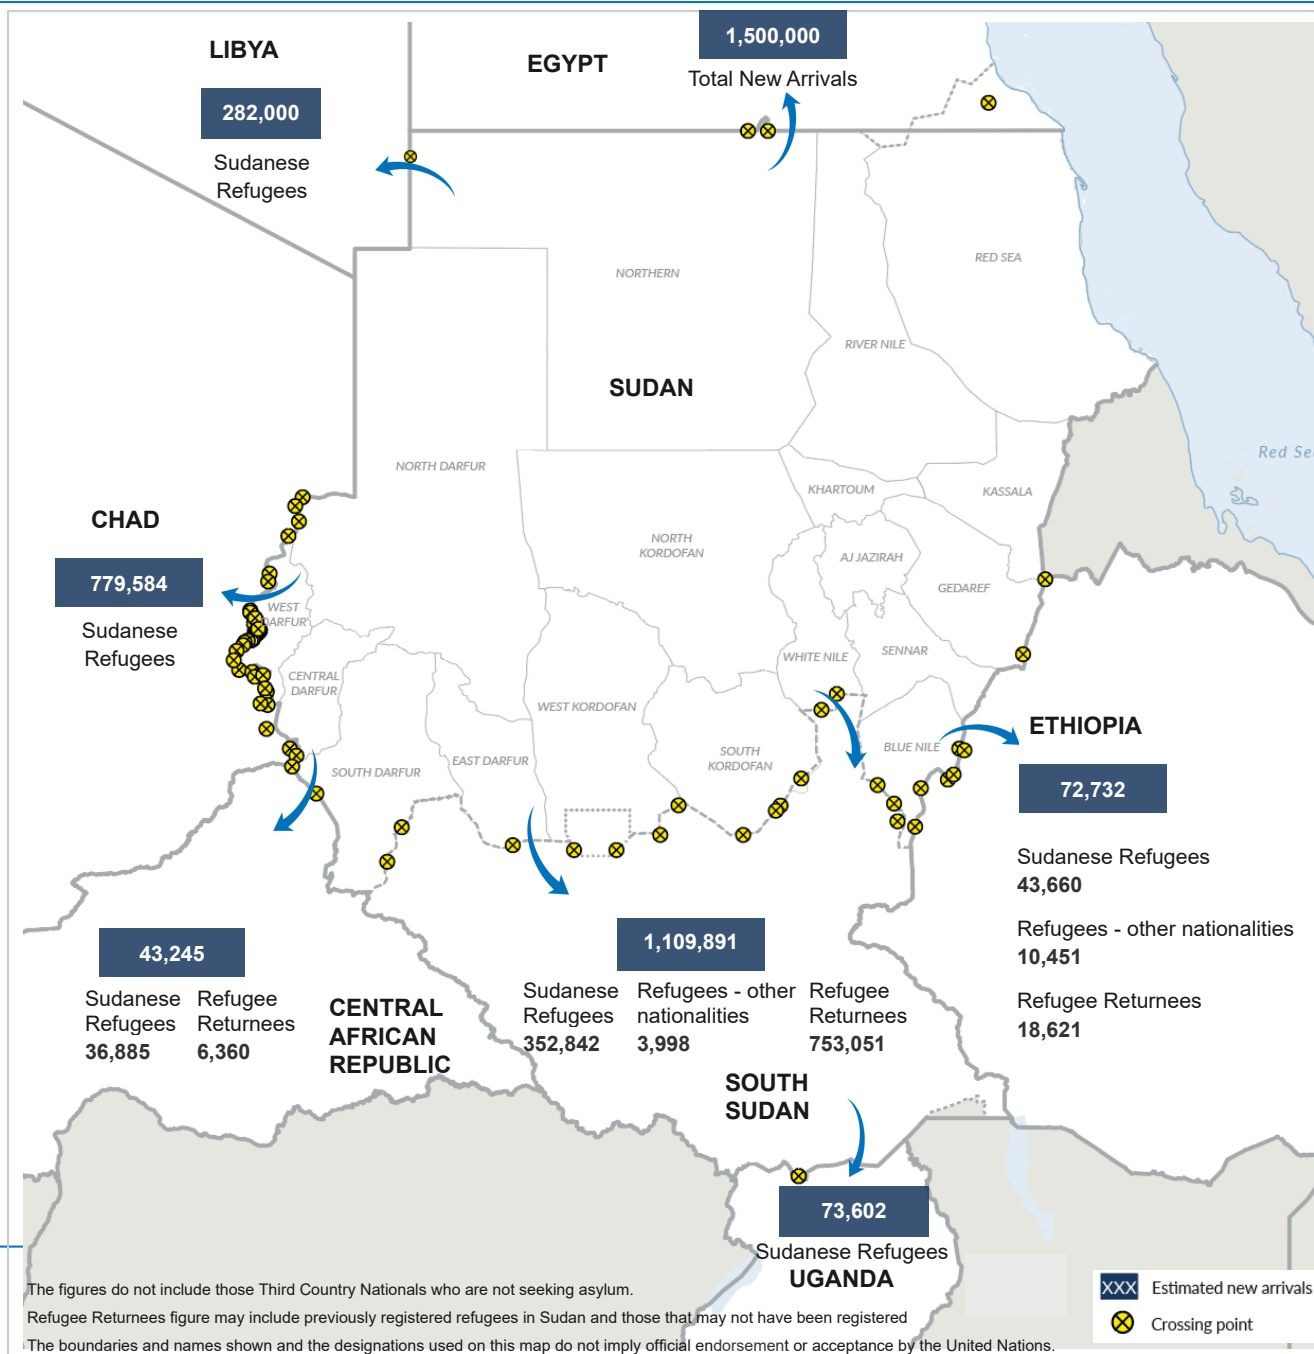 LIBYA
282,000
Sudanese
Refugees
EGYPT
1,500,000
Total New Arrivals
NORTHERN
RED SEA
RIVER NILE
SUDAN
Red Se
NORTH DARFUR
KHARTOUM
KASSALA
CHAD
779,584
Sudanese
Refugees
NORTH
KORDOFAN
AJ JAZIRAH
GEDAREF
WEST
DARFUR
CENTRAL
DARFUR
WHITE NILE
SENNAR
WEST KORDOFAN
SOUTH DARFUR
EAST DARFUR
SOUTH
KORDOFAN
BLUE NILE
ETHIOPIA
72,732
Sudanese Refugees
43,660
Refugees - other nationalities
10,451
Refugee Returnees
18,621
43,245
Sudanese
Refugees
36,885
Refugee
Returnees
6,360
CENTRAL
AFRICAN
REPUBLIC
1,109,891
Sudanese
Refugees
352,842
Refugees - other
nationalities
3,998
Refugee
Returnees
753,051
SOUTH
SUDAN
73,602
Sudanese Refugees
UGANDA
XXX Estimated new arrivals
Crossing point
The figures do not include those Third Country Nationals who are not seeking asylum.
Refugee Returnees figure may include previously registered refugees in Sudan and those that may not have been registered
The boundaries and names shown and the designations used on this map do not imply official endorsement or acceptance by the United Nations.